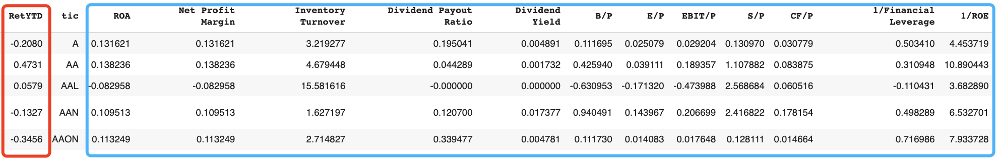 RetYTD tic ROA Net Profit Margin Inventory Turnover Dividend Payout Ratio Dividend Yield B/P E/P EBIT/P S/P CF/P 1/Financial Leverage 1/ROE
-0.2080 A 0.131621 0.131621 3.219277 0.195041 0.004891 0.111695 0.025079 0.029204 0.130970 0.030779 0.503410 4.453719
0.4731 AA 0.138236 0.138236 4.679448 0.044289 0.001732 0.425940 0.039111 0.189357 1.107882 0.083875 0.310948 10.890443
0.0579 AAL -0.082958 -0.082958 15.581616 -0.000000 0.000000 -0.630953 -0.171320 -0.473988 2.568684 0.060516 -0.110431 3.682890
-0.1327 AAN 0.109513 0.109513 1.627197 0.120700 0.017377 0.940491 0.143967 0.206699 2.416822 0.178154 0.498289 6.532701
-0.3456 AAON 0.113249 0.113249 2.714827 0.339477 0.004781 0.111730 0.014083 0.017648 0.128111 0.014664 0.716986 7.933728